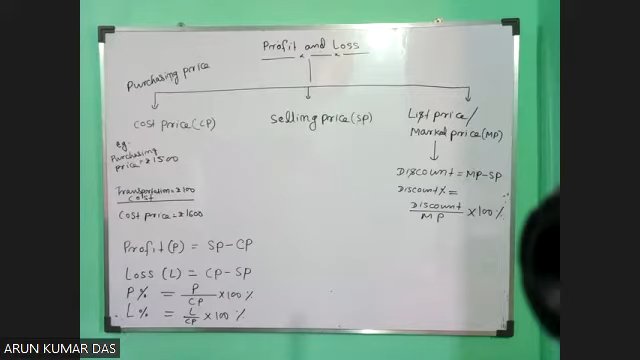 Profit and Loss
Purchasing price
Cost price (CP)
Selling price (SP)
List price/
Marked price (MP)
eg.
Purchasing
price = ₹1500
Transportation = ₹100
cost
Cost price = ₹1600
Discount = MP-SP
Discount% =
Discount
MP
×100%
Profit (P) = SP-CP
Loss (L) = CP-SP
P% = P/CP ×100%
L% = L/CP ×100%
ARUN KUMAR DAS